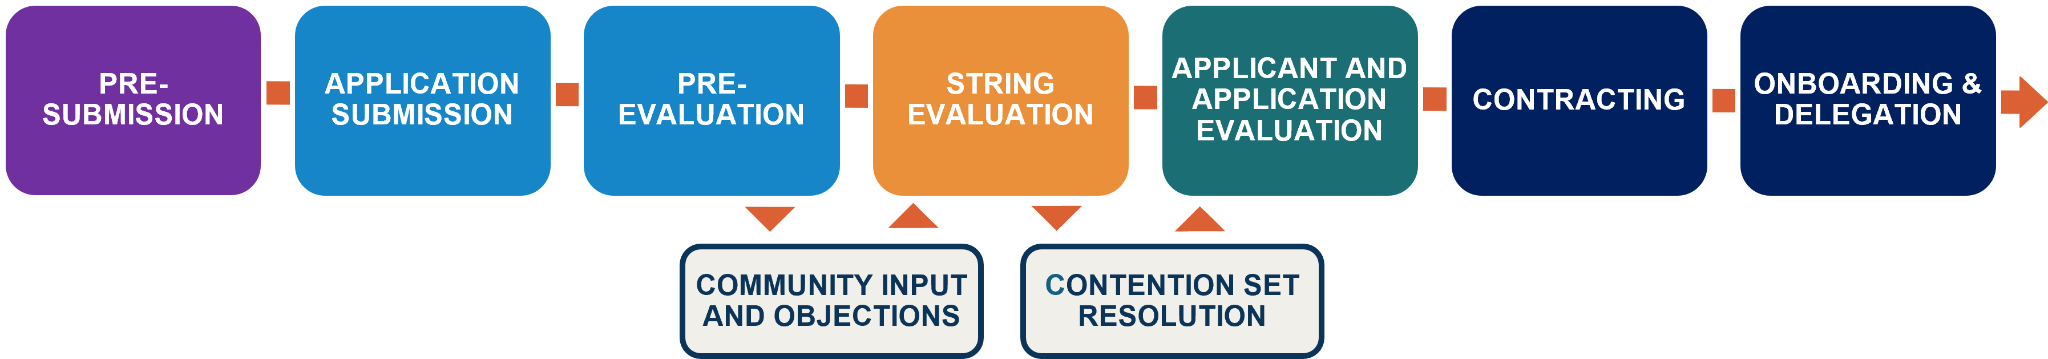 PRE-
SUBMISSION
APPLICATION
SUBMISSION
PRE-
EVALUATION
STRING
EVALUATION
APPLICANT AND
APPLICATION
EVALUATION
CONTRACTING
ONBOARDING &
DELEGATION
COMMUNITY INPUT
AND OBJECTIONS
CONTENTION SET
RESOLUTION